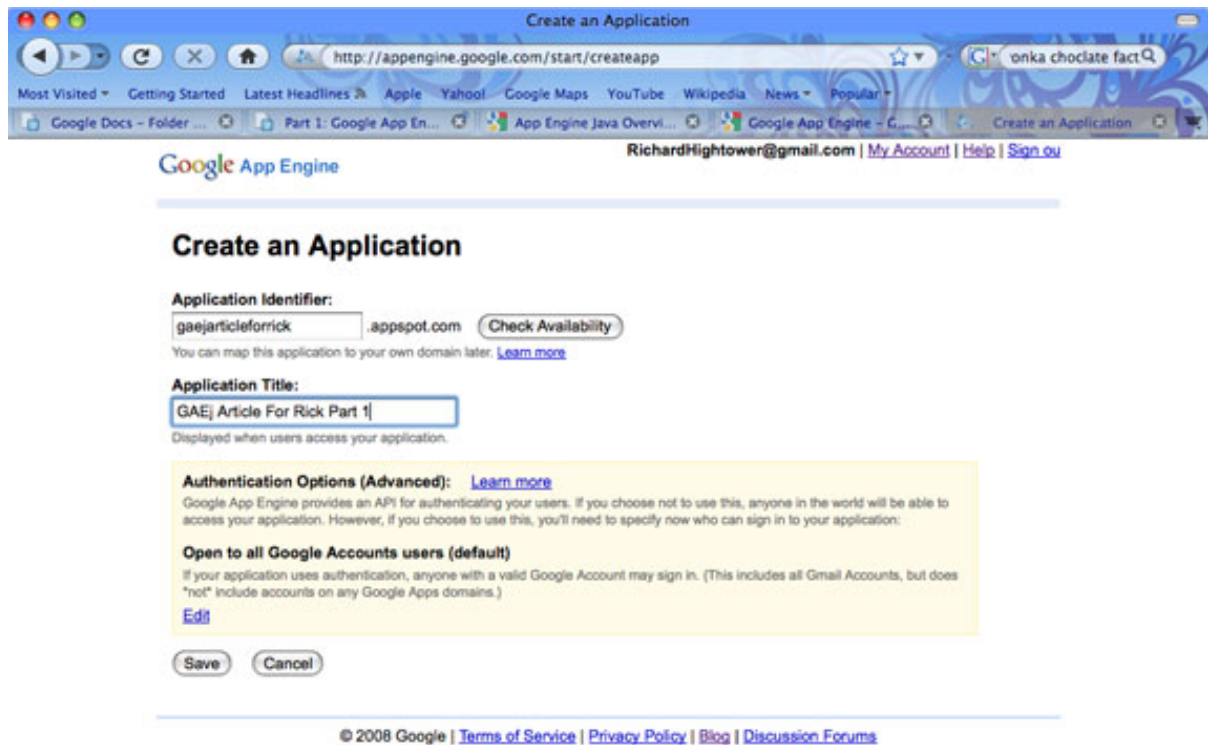 Create an Application
http://appengine.google.com/start/createapp
onka choclate fact
Most Visited Getting Started Latest Headlines Apple Yahoo! Google Maps YouTube Wikipedia News Popular
Google Docs - Folder ... Part 1: Google App En... App Engine Java Overvi... Google App Engine - G... Create an Application
RichardHightower@gmail.com | My Account | Help | Sign ou
Google App Engine
Create an Application
Application Identifier:
gaejarticleforrick .appspot.com Check Availability
You can map this application to your own domain later. Learn more
Application Title:
GAEj Article For Rick Part 1
Displayed when users access your application.
Authentication Options (Advanced): Learn more
Google App Engine provides an API for authenticating your users. If you choose not to use this, anyone in the world will be able to
access your application. However, if you choose to use this, you'll need to specify now who can sign in to your application:
Open to all Google Accounts users (default)
If your application uses authentication, anyone with a valid Google Account may sign in. (This includes all Gmail Accounts, but does
*not* include accounts on any Google Apps domains.)
Edit
Save Cancel
© 2008 Google | Terms of Service | Privacy Policy | Blog | Discussion Forums